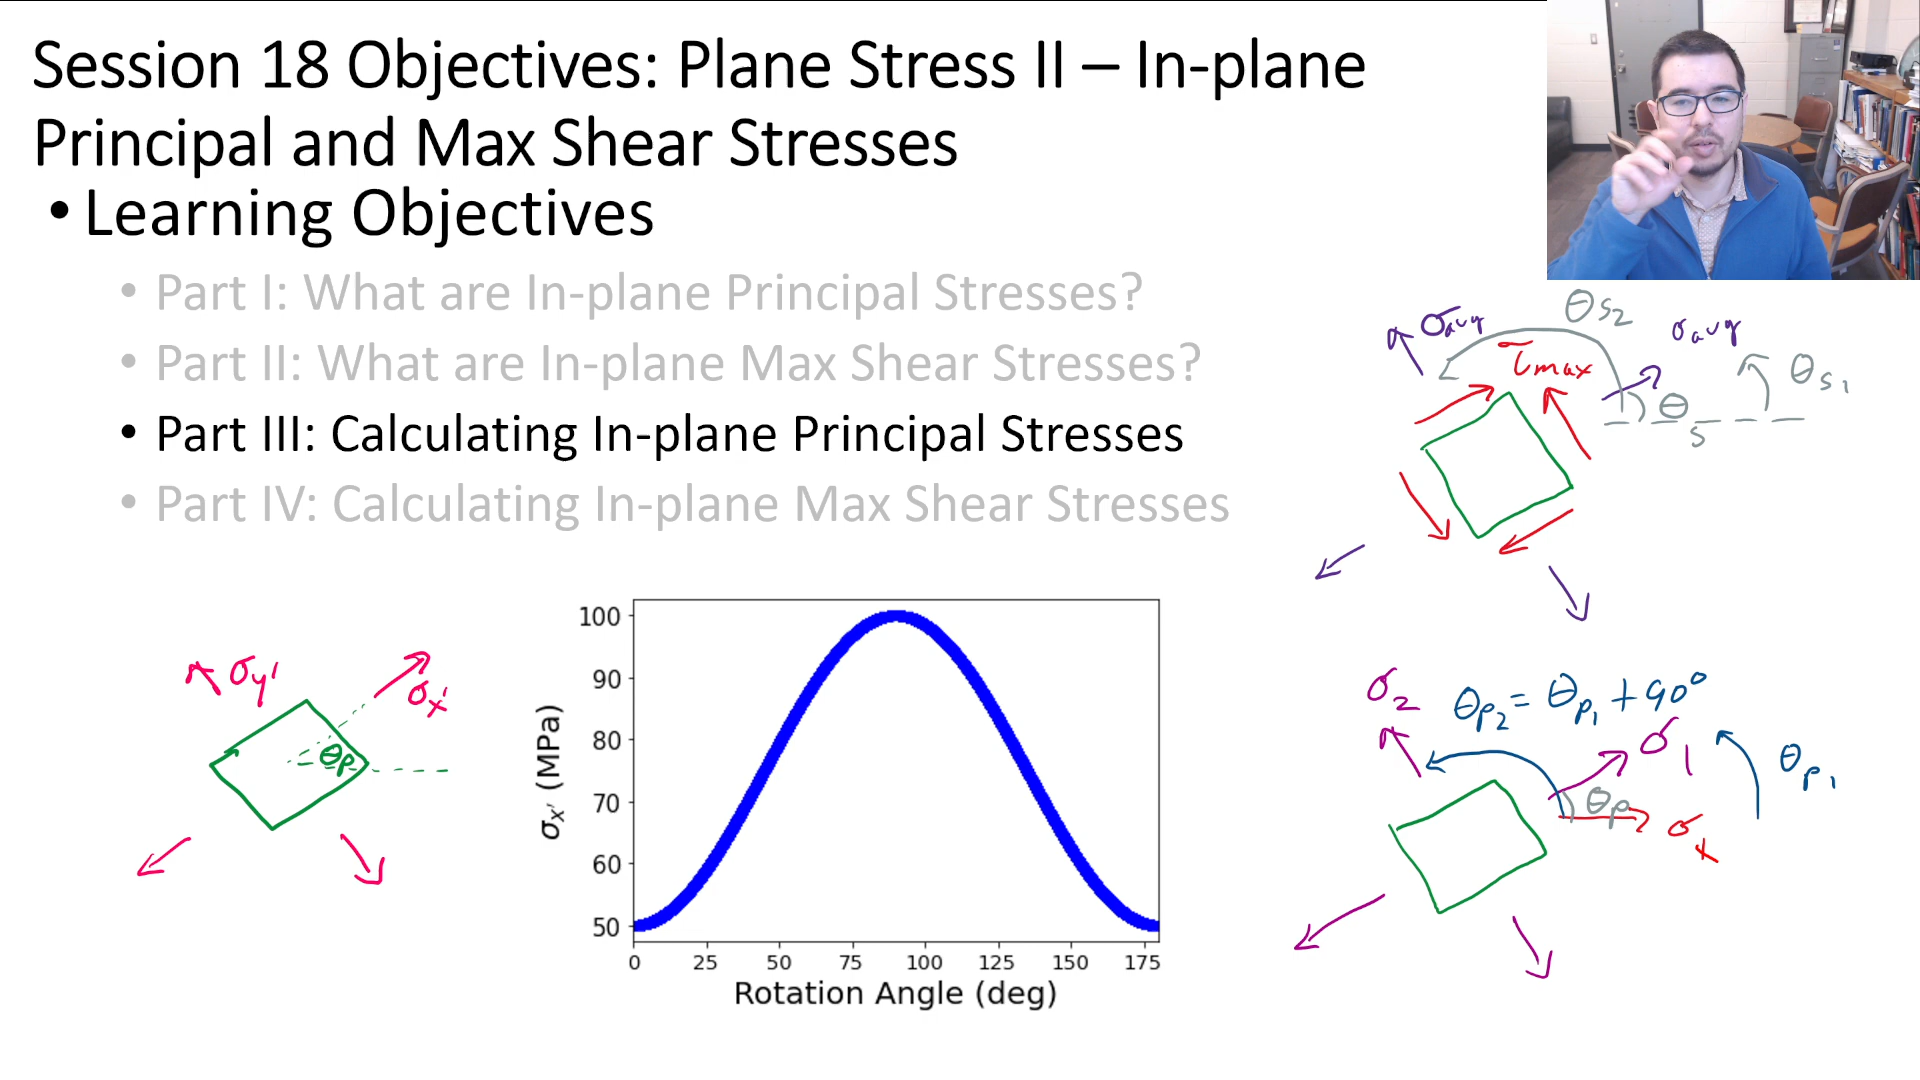 Session 18 Objectives: Plane Stress II – In-plane
Principal and Max Shear Stresses
• Learning Objectives
• Part I: What are In-plane Principal Stresses?
• Part II: What are In-plane Max Shear Stresses?
• Part III: Calculating In-plane Principal Stresses
• Part IV: Calculating In-plane Max Shear Stresses
σavg
θs2
σavg
τmax
θs1
θs
σy'
σx'
θp
100
90
80
70
60
50
σx' (MPa)
0 25 50 75 100 125 150 175
Rotation Angle (deg)
σ2
θp2 = θp1 + 90°
σ1
θp1
θp
σx